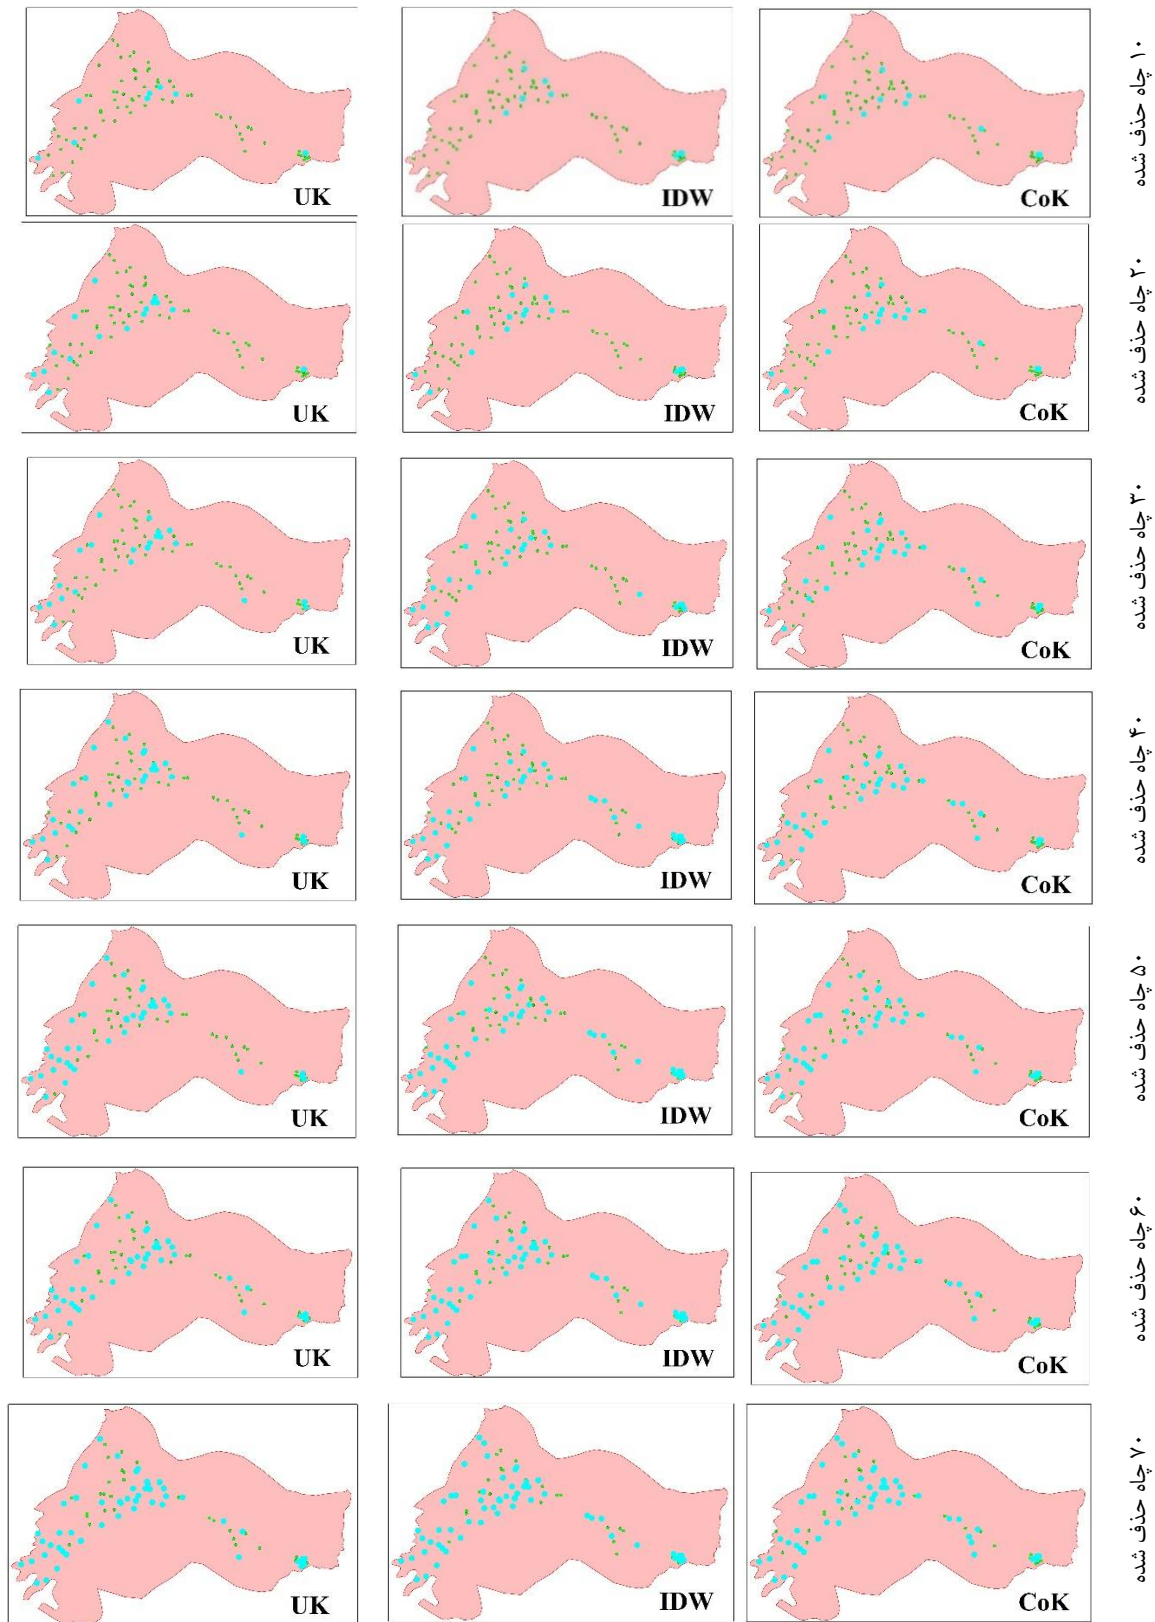 UK
IDW
CoK
۱۰ چاه حذف شده
UK
IDW
CoK
۲۰ چاه حذف شده
UK
IDW
CoK
۳۰ چاه حذف شده
UK
IDW
CoK
۴۰ چاه حذف شده
UK
IDW
CoK
۵۰ چاه حذف شده
UK
IDW
CoK
۶۰ چاه حذف شده
UK
IDW
CoK
۷۰ چاه حذف شده